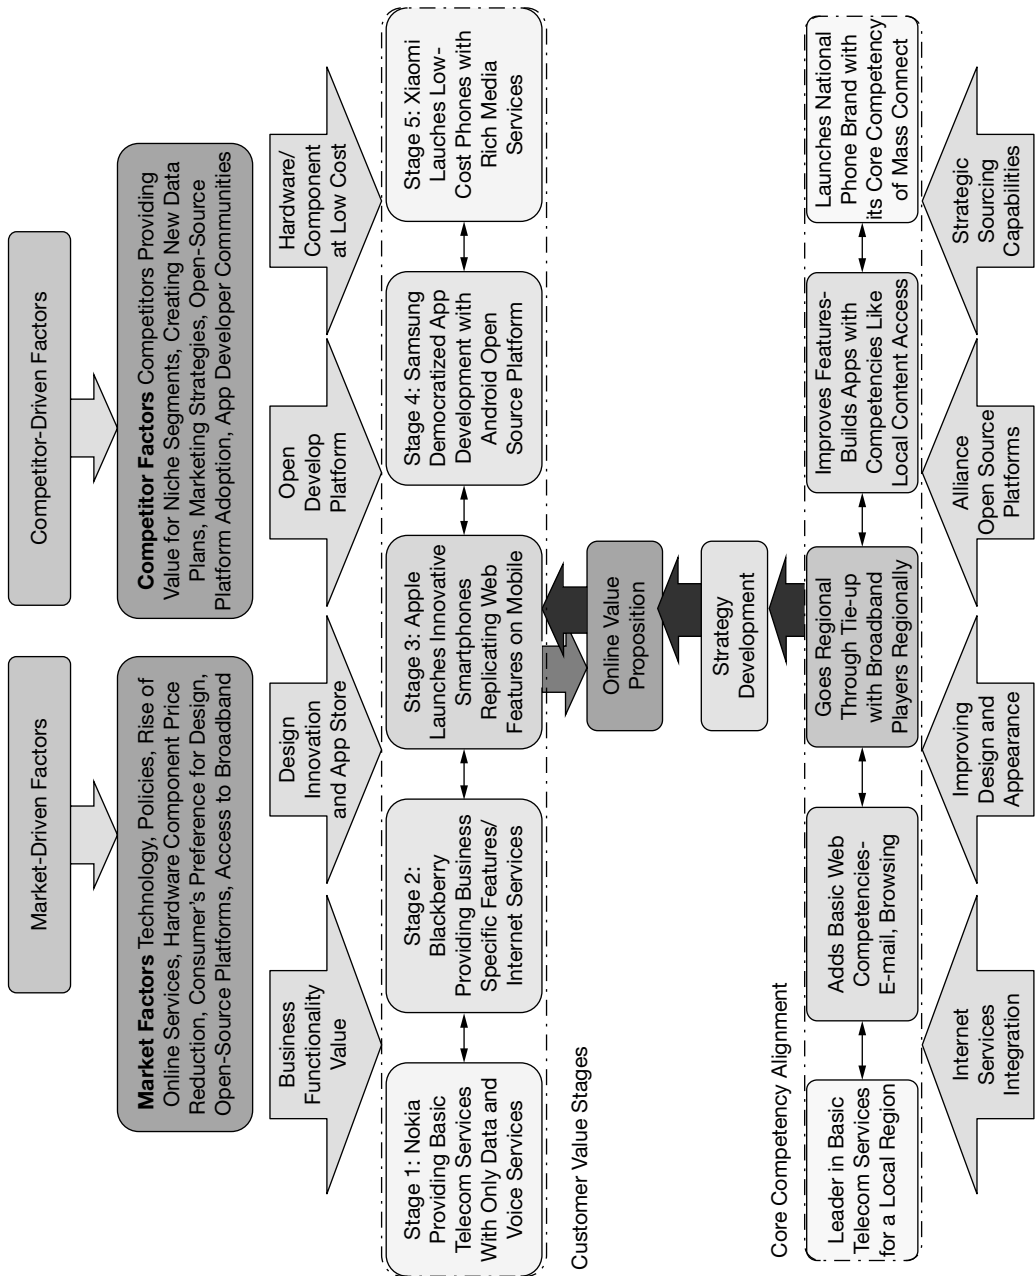 Market-Driven Factors
Competitor-Driven Factors
Market Factors Technology, Policies, Rise of
Online Services, Hardware Component Price
Reduction, Consumer's Preference for Design,
Open-Source Platforms, Access to Broadband
Competitor Factors Competitors Providing
Value for Niche Segments, Creating New Data
Plans, Marketing Strategies, Open-Source
Platform Adoption, App Developer Communities
Business
Functionality
Value
Design
Innovation
and App Store
Open
Develop
Platform
Hardware/
Component
at Low Cost
Stage 1: Nokia
Providing Basic
Telecom Services
With Only Data and
Voice Services
Stage 2:
Blackberry
Providing Business
Specific Features/
Internet Services
Stage 3: Apple
Launches Innovative
Smartphones
Replicating Web
Features on Mobile
Stage 4: Samsung
Democratized App
Development with
Android Open
Source Platform
Stage 5: Xiaomi
Lauches Low-
Cost Phones with
Rich Media
Services
Customer Value Stages
Online Value
Proposition
Strategy
Development
Core Competency Alignment
Leader in Basic
Telecom Services
for a Local Region
Adds Basic Web
Competencies-
E-mail, Browsing
Goes Regional
Through Tie-up
with Broadband
Players Regionally
Improves Features-
Builds Apps with
Competencies Like
Local Content Access
Launches National
Phone Brand with
its Core Competency
of Mass Connect
Internet
Services
Integration
Improving
Design and
Appearance
Alliance
Open Source
Platforms
Strategic
Sourcing
Capabilities